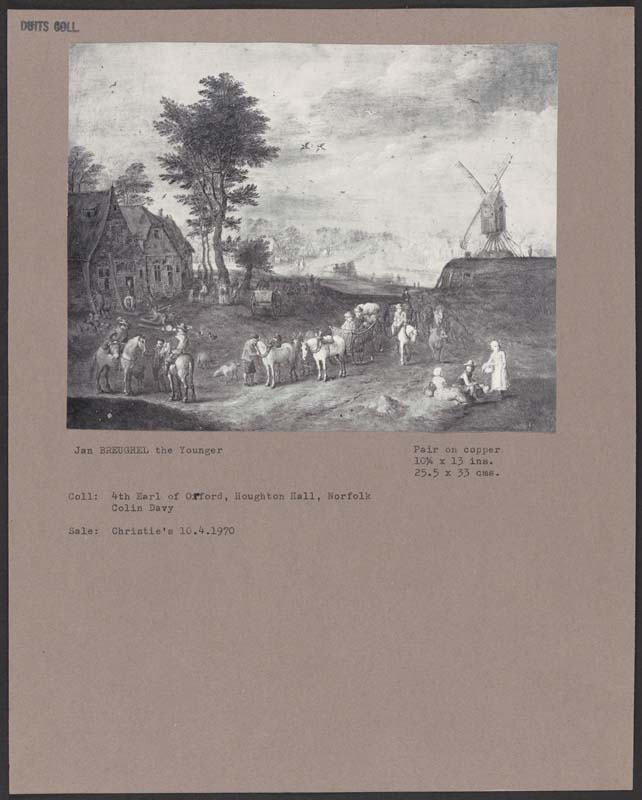 DUITS COLL.
Jan BREUGHEL the Younger
Pair on copper
10¼ x 13 ins.
25.5 x 33 cms.
Coll: 4th Earl of Orford, Houghton Hall, Norfolk
Colin Davy
Sale: Christie's 10.4.1970